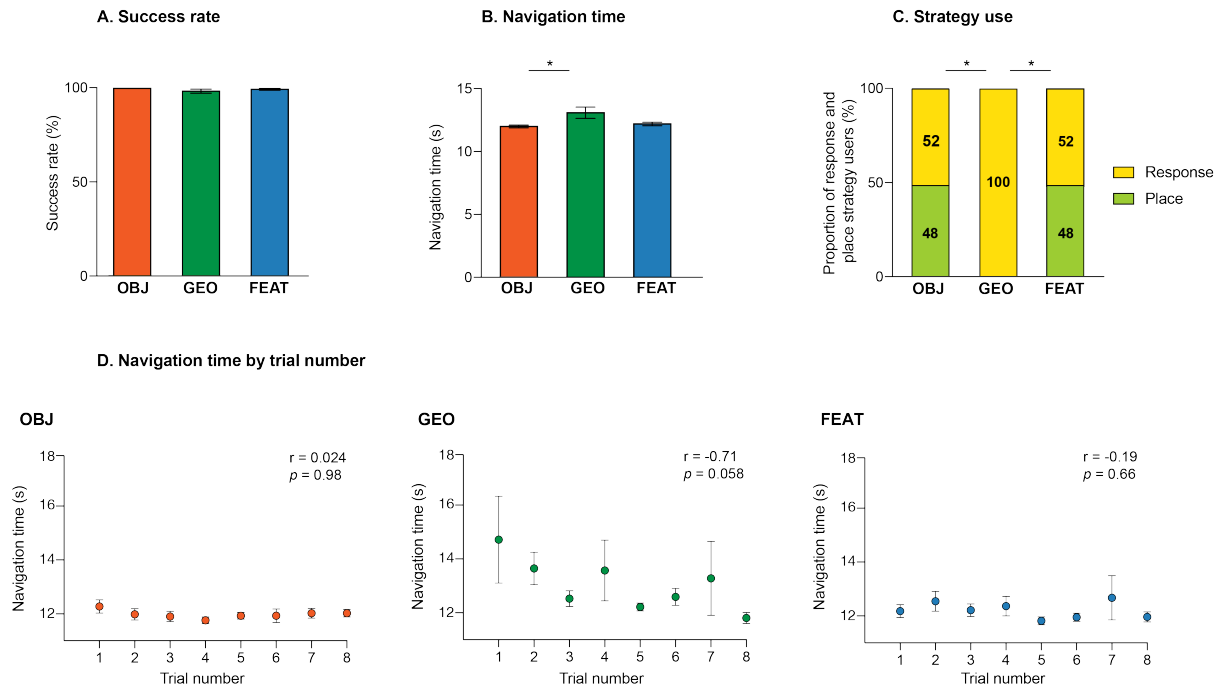 A. Success rate
Success rate (%)
100
50
0
OBJ GEO FEAT
B. Navigation time
*
Navigation time (s)
15
10
5
0
OBJ GEO FEAT
C. Strategy use
* *
Proportion of response and
place strategy users (%)
100
50
0
52
48
100
52
48
OBJ GEO FEAT
Response
Place
D. Navigation time by trial number
OBJ
r = 0.024
p = 0.98
Navigation time (s)
18
16
14
12
1 2 3 4 5 6 7 8
Trial number
GEO
r = -0.71
p = 0.058
Navigation time (s)
18
16
14
12
1 2 3 4 5 6 7 8
Trial number
FEAT
r = -0.19
p = 0.66
Navigation time (s)
18
16
14
12
1 2 3 4 5 6 7 8
Trial number